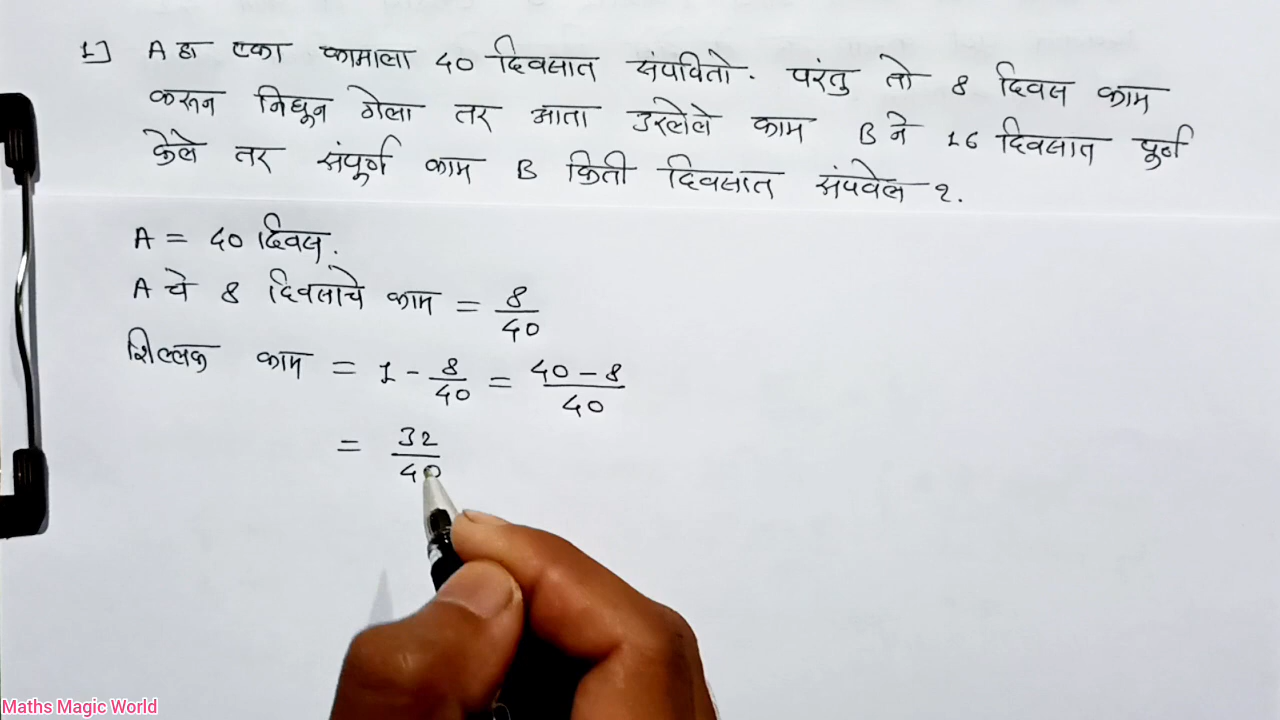 1] A हा एका कामाला 40 दिवसात संपवितो. परंतु तो 8 दिवस काम
करून निघून गेला तर आता उरलेले काम B ने 16 दिवसात पूर्ण
केले तर संपूर्ण काम B किती दिवसात संपवेल ?.
A = 40 दिवस.
A चे 8 दिवसांचे काम = 8/40
शिल्लक काम = 1 - 8/40 = 40-8/40
= 32/40
Maths Magic World